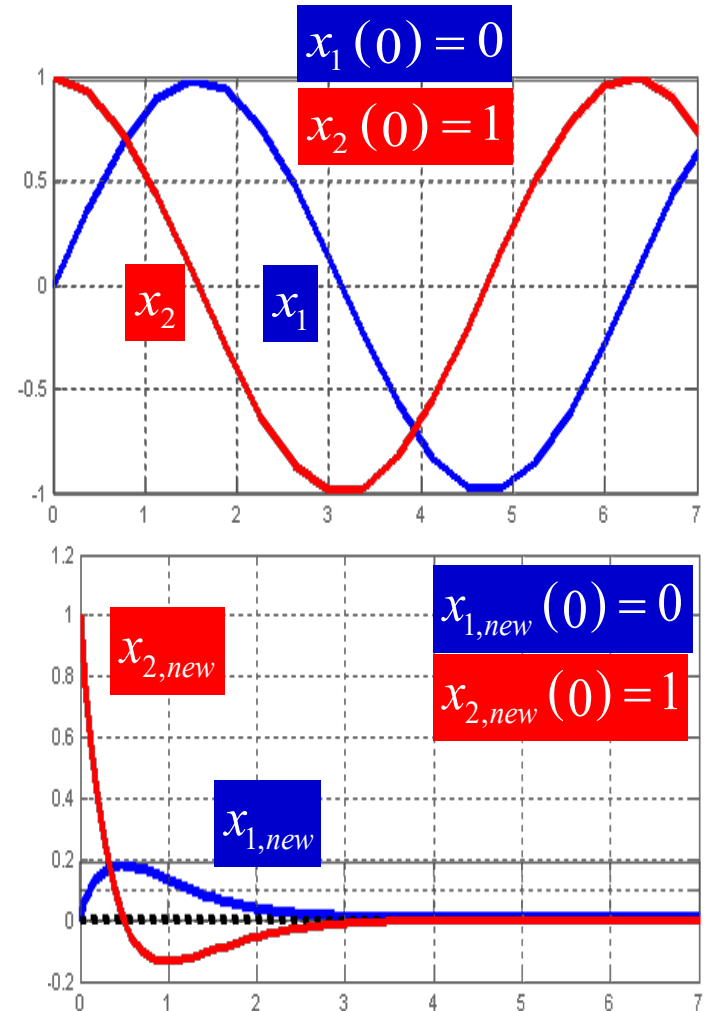 x₁(0) = 0
x₂(0) = 1
1
0.5
0
-0.5
-1
x₂
x₁
0 1 2 3 4 5 6 7
1.2
1
0.8
0.6
0.4
0.2
0
-0.2
x₁,new(0) = 0
x₂,new(0) = 1
x₂,new
x₁,new
0 1 2 3 4 5 6 7